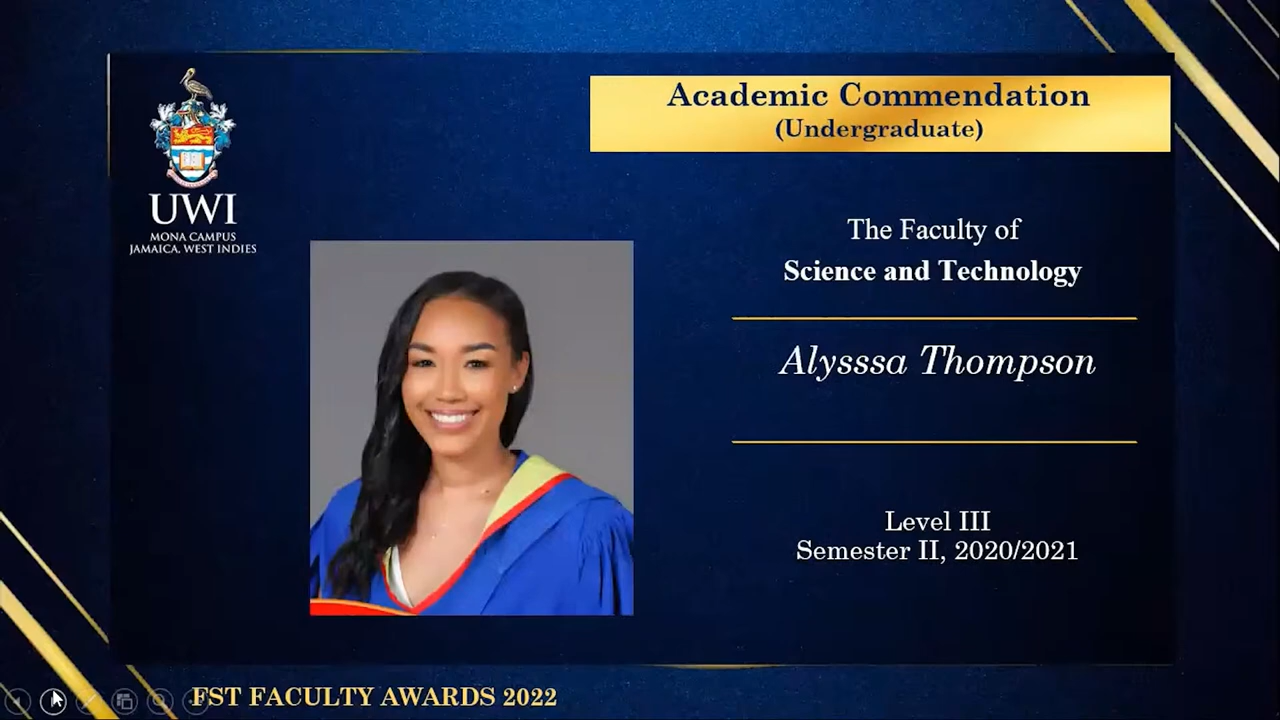 UWI
MONA CAMPUS
JAMAICA, WEST INDIES
Academic Commendation
(Undergraduate)
The Faculty of
Science and Technology
Alysssa Thompson
Level III
Semester II, 2020/2021
FST FACULTY AWARDS 2022